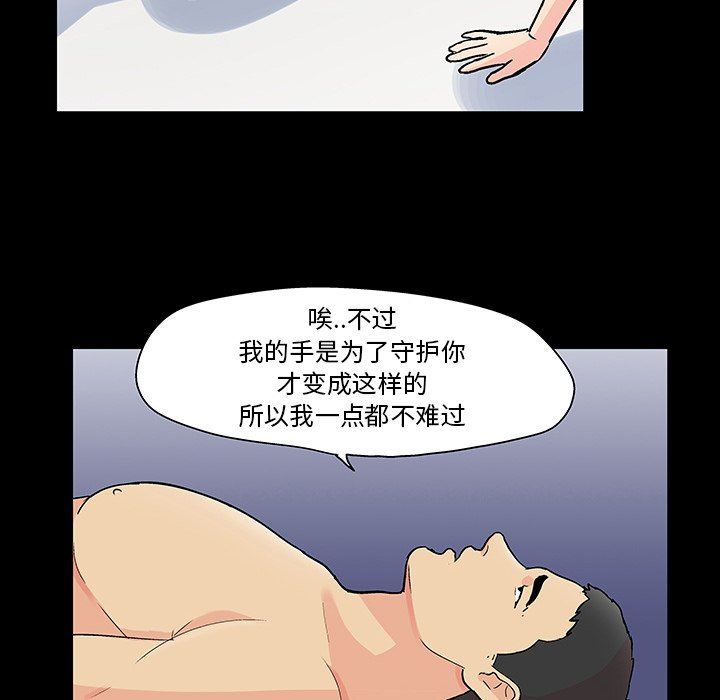 唉..不过
我的手是为了守护你
才变成这样的
所以我一点都不难过